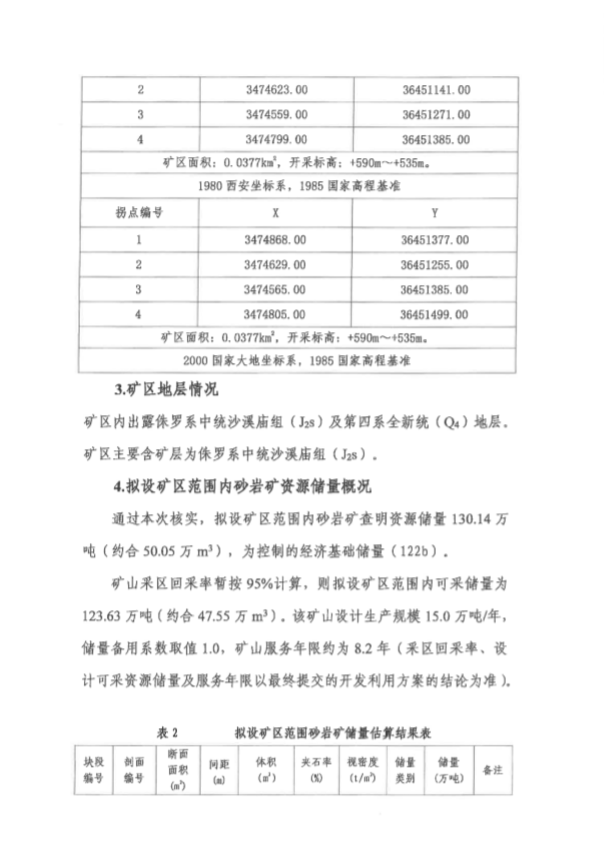 2 3474623.00 36451141.00
3 3474559.00 36451271.00
4 3474799.00 36451385.00
矿区面积：0.0377km²，开采标高：+590m～+535m。
1980 西安坐标系，1985 国家高程基准
拐点编号 X Y
1 3474868.00 36451377.00
2 3474629.00 36451255.00
3 3474565.00 36451385.00
4 3474805.00 36451499.00
矿区面积：0.0377km²，开采标高：+590m～+535m。
2000 国家大地坐标系，1985 国家高程基准
3.矿区地层情况
矿区内出露侏罗系中统沙溪庙组（J₂s）及第四系全新统（Q₄）地层。
矿区主要含矿层为侏罗系中统沙溪庙组（J₂s）。
4.拟设矿区范围内砂岩矿资源储量概况
通过本次核实，拟设矿区范围内砂岩矿查明资源储量 130.14 万
吨（约合 50.05 万 m³），为控制的经济基础储量（122b）。
矿山采区回采率暂按 95%计算，则拟设矿区范围内可采储量为
123.63 万吨（约合 47.55 万 m³）。该矿山设计生产规模 15.0 万吨/年，
储量备用系数取值 1.0，矿山服务年限约为 8.2 年（采区回采率、设
计可采资源储量及服务年限以最终提交的开发利用方案的结论为准）。
表 2 拟设矿区范围砂岩矿储量估算结果表
块段编号 剖面编号 断面面积(m²) 间距(m) 体积(m³) 夹石率(%) 视密度(t/m³) 储量类别 储量(万吨) 备注